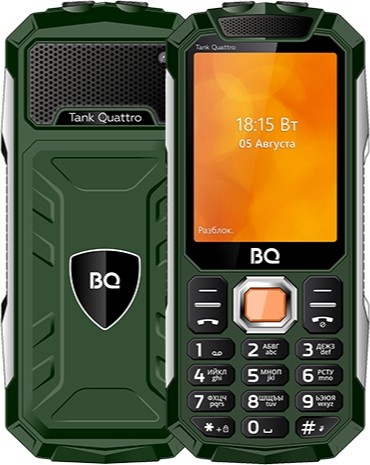 Tank Quattro
BQ
Tank Quattro
18:15 Вт
05 Августа
Разблок.
BQ
1
2 АБВГ abc
3 ДЕЖЗ def
4 ИЙКЛ ghi
5 МНОП jkl
6 РСТУ mno
7 ФХЦЧ pqrs
8 ШЩЪЫ tuv
9 ЬЭЮЯ wxyz
* +
0
#